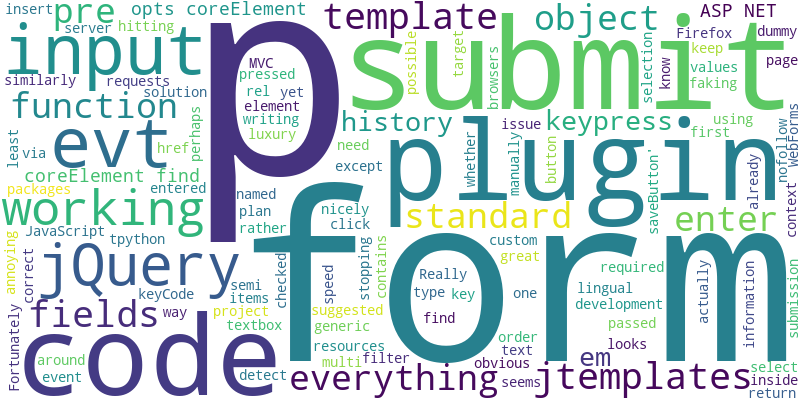 insert
pre
opts coreElement
template
object
ASP NET
server
hitting
p
submit
Firefox
dummy
input
MVC
possible
target
browsers
selection
know
keep
page
similarly
requests
pressed
values
solution
rel yet
faking
function
element
history
keypress
using
evt
perhaps
writing
luxury
issue
first
nofollow
WebForms
least
via
href
need
whether
manually
button
saveButton'
plugin
already
context
coreElement find
except
packages
entered
named
nicely
working
plan
click
standard
enter
rather
JavaScript
tpython
form
custom
annoying
correct
jQuery
checked
speed
stopping
contains
great
required
actually
information
submission
Really
type
key
one
lingual
keyCode
semi
items
development
Fortunately
fields
way
project
suggested
find
passed
textbox
generic
order
looks
code
resources
text
around
multi
filter
obvious
em
select
event
detect
everything
seems
jtemplates
inside
return